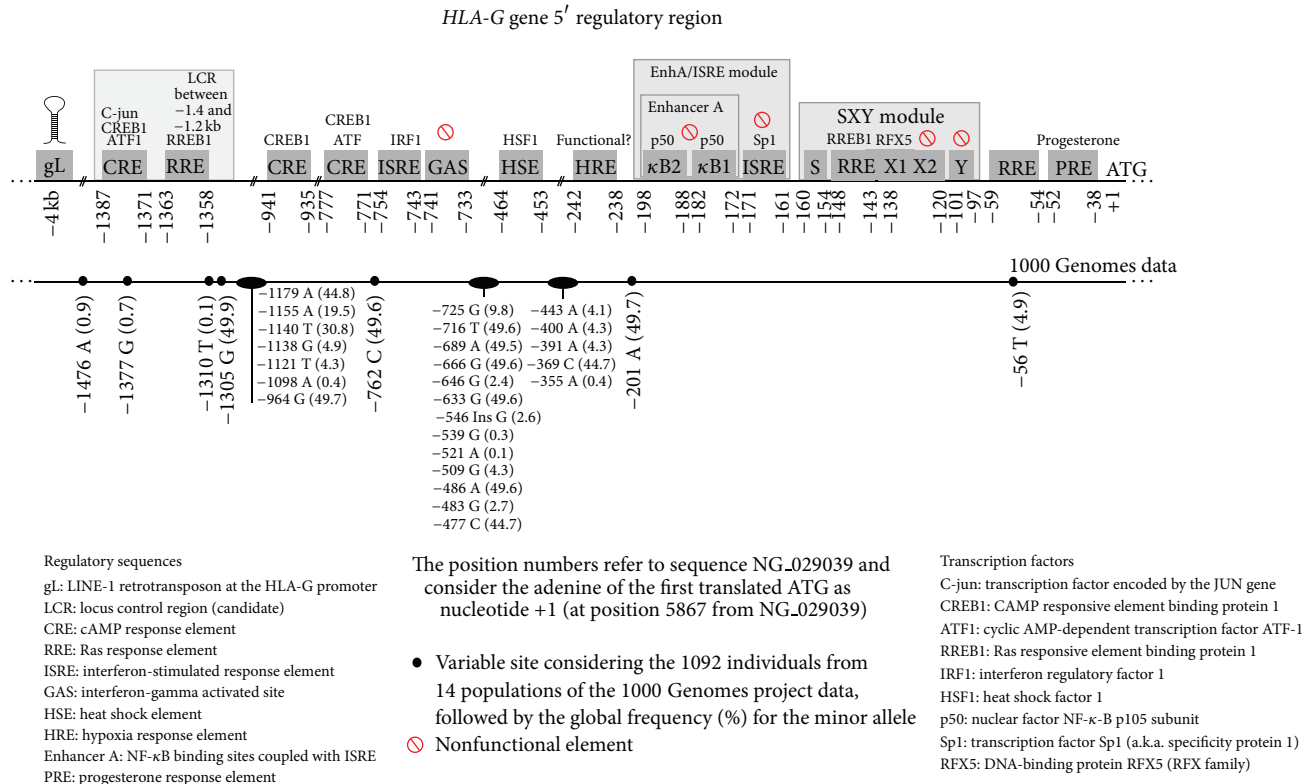 HLA-G gene 5′ regulatory region
LCR
between
−1.4 and
−1.2 kb
EnhA/ISRE module
Enhancer A
SXY module
C-jun
CREB1
ATF1
RREB1
CREB1
CREB1
ATF
IRF1
HSF1
Functional?
p50
p50
Sp1
RREB1
RFX5
Progesterone
gL
CRE
RRE
CRE
CRE
ISRE
GAS
HSE
HRE
κB2
κB1
ISRE
S
RRE
X1
X2
Y
RRE
PRE
ATG
···
···
−4 kb
−1387
−1371
−1363
−1358
−941
−935
−777
−771
−754
−743
−741
−733
−464
−453
−242
−238
−198
−188
−182
−172
−171
−161
−160
−154
−148
−143
−138
−120
−101
−97
−59
−54
−52
−38
+1
1000 Genomes data
···
···
−1476 A (0.9)
−1377 G (0.7)
−1310 T (0.1)
−1305 G (49.9)
−1179 A (44.8)
−1155 A (19.5)
−1140 T (30.8)
−1138 G (4.9)
−1121 T (4.3)
−1098 A (0.4)
−964 G (49.7)
−762 C (49.6)
−725 G (9.8)
−716 T (49.6)
−689 A (49.5)
−666 G (49.6)
−646 G (2.4)
−633 G (49.6)
−546 Ins G (2.6)
−539 G (0.3)
−521 A (0.1)
−509 G (4.3)
−486 A (49.6)
−483 G (2.7)
−477 C (44.7)
−443 A (4.1)
−400 A (4.3)
−391 A (4.3)
−369 C (44.7)
−355 A (0.4)
−201 A (49.7)
−56 T (4.9)
Regulatory sequences
gL: LINE-1 retrotransposon at the HLA-G promoter
LCR: locus control region (candidate)
CRE: cAMP response element
RRE: Ras response element
ISRE: interferon-stimulated response element
GAS: interferon-gamma activated site
HSE: heat shock element
HRE: hypoxia response element
Enhancer A: NF-κB binding sites coupled with ISRE
PRE: progesterone response element
The position numbers refer to sequence NG_029039 and
consider the adenine of the first translated ATG as
nucleotide +1 (at position 5867 from NG_029039)
• Variable site considering the 1092 individuals from
14 populations of the 1000 Genomes project data,
followed by the global frequency (%) for the minor allele
Nonfunctional element
Transcription factors
C-jun: transcription factor encoded by the JUN gene
CREB1: CAMP responsive element binding protein 1
ATF1: cyclic AMP-dependent transcription factor ATF-1
RREB1: Ras responsive element binding protein 1
IRF1: interferon regulatory factor 1
HSF1: heat shock factor 1
p50: nuclear factor NF-κ-B p105 subunit
Sp1: transcription factor Sp1 (a.k.a. specificity protein 1)
RFX5: DNA-binding protein RFX5 (RFX family)